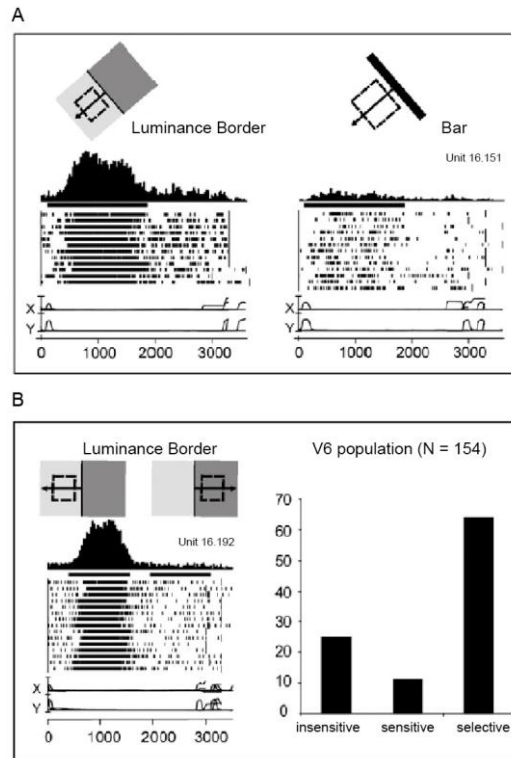 A
Luminance Border
Bar
Unit 16.151
X
Y
0 1000 2000 3000
X
Y
0 1000 2000 3000
B
Luminance Border
Unit 16.192
X
Y
0 1000 2000 3000
V6 population (N = 154)
70
60
50
40
30
20
10
0
insensitive sensitive selective